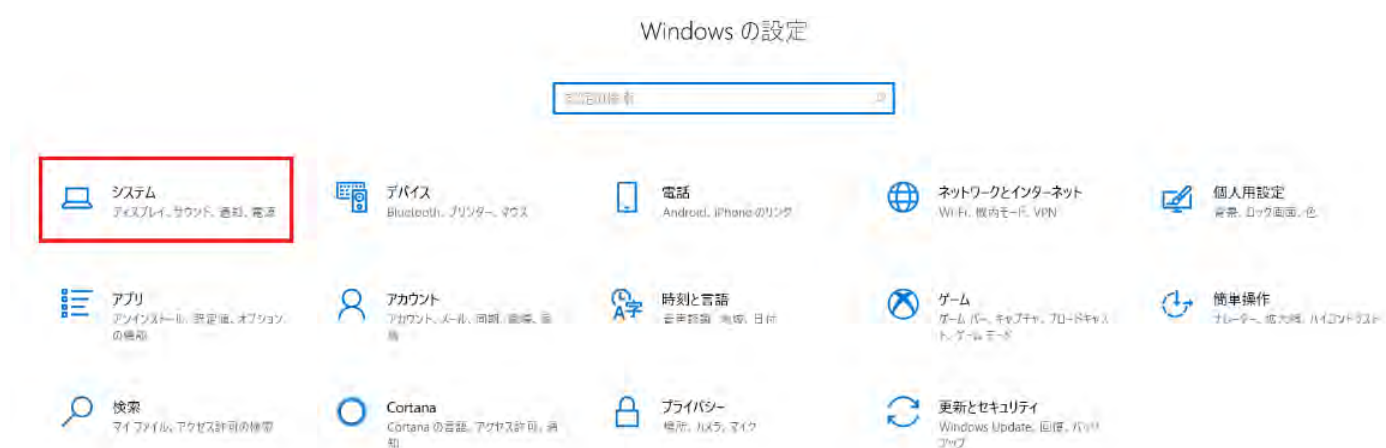 Windows の設定
設定の検索
システム
ディスプレイ、サウンド、通知、電源
デバイス
Bluetooth、プリンター、マウス
電話
Android、iPhone のリンク
ネットワークとインターネット
Wi-Fi、機内モード、VPN
個人用設定
背景、ロック画面、色
アプリ
アンインストール、既定値、オプション
の機能
アカウント
アカウント、メール、同期、職場、
時刻と言語
音声認識、地域、日付
ゲーム
ゲーム バー、キャプチャ、ブロードキャス
ト、ゲーム モード
簡単操作
ナレーター、拡大鏡、ハイコントラスト
検索
マイ ファイル、アクセス許可の検索
Cortana
Cortana の言語、アクセス許可、通
知
プライバシー
場所、カメラ、マイク
更新とセキュリティ
Windows Update、回復、バック
アップ